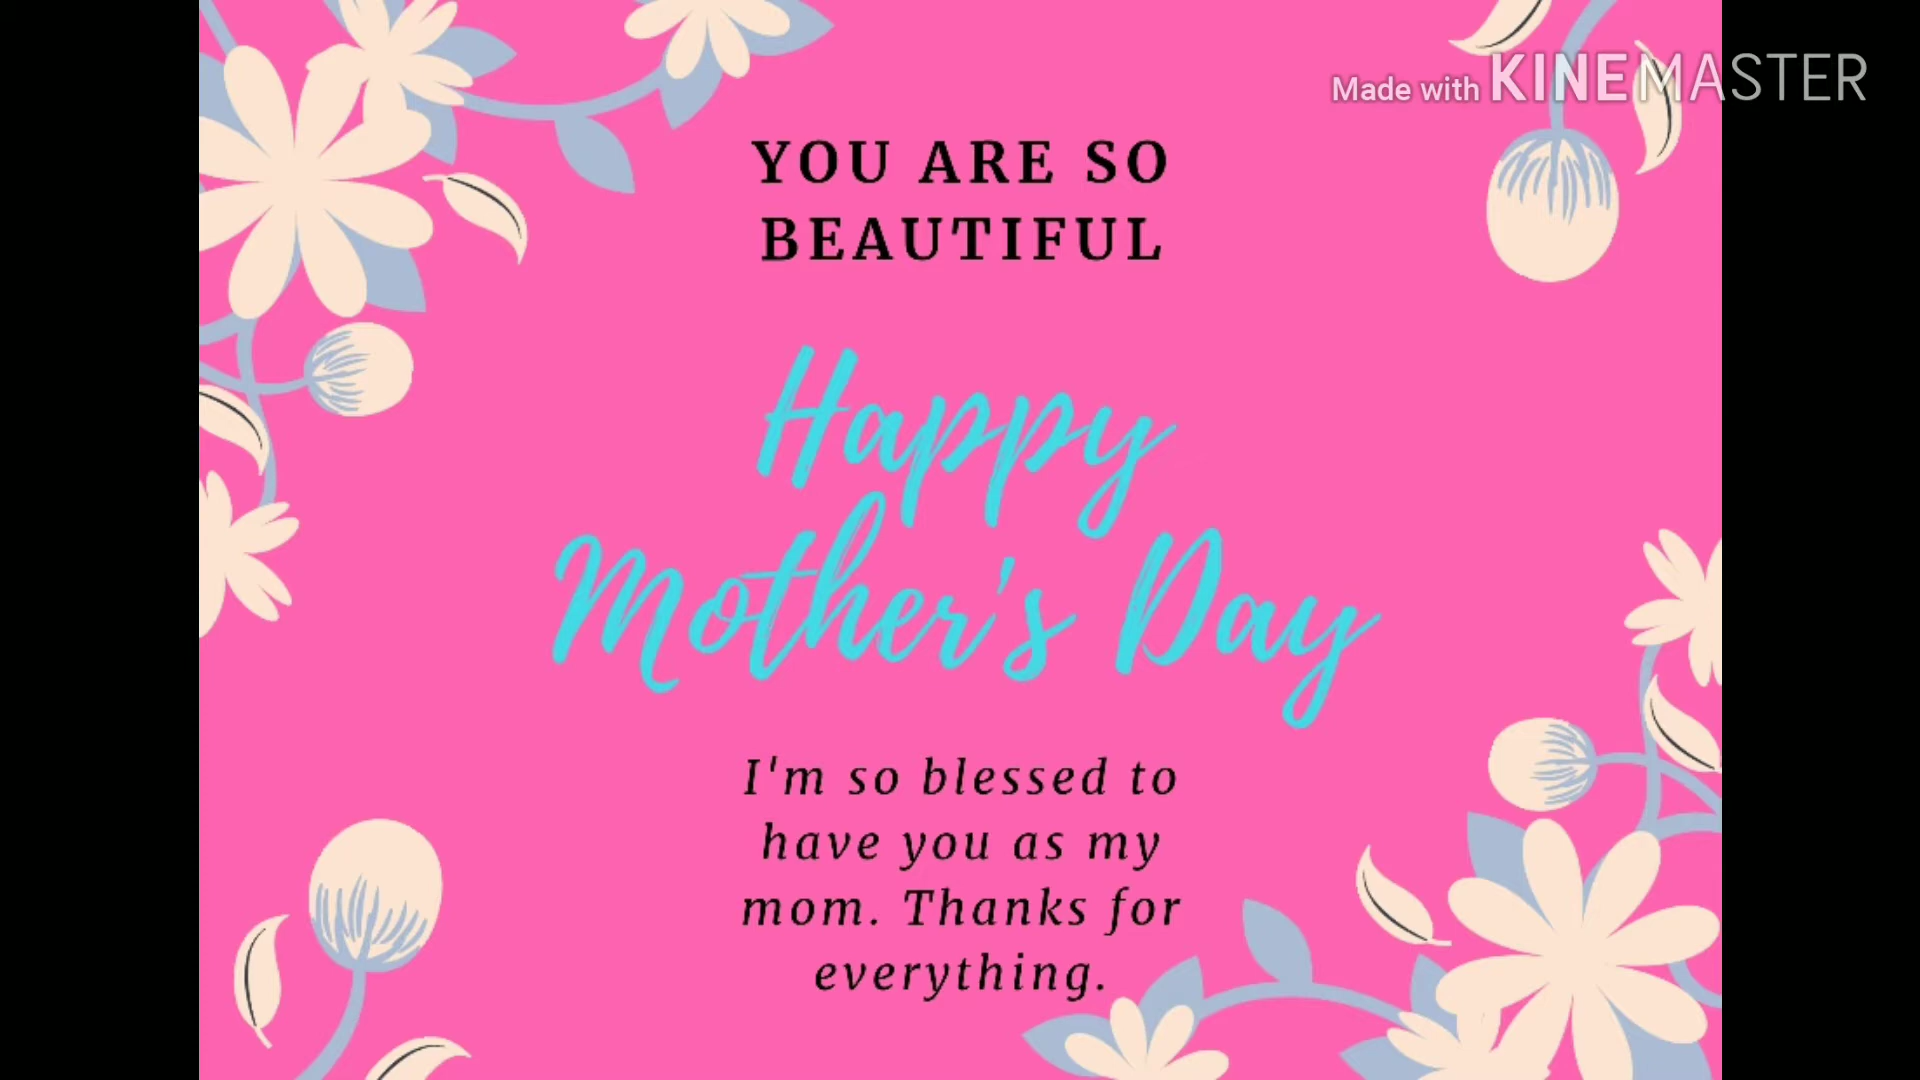 Made with KINEMASTER
YOU ARE SO
BEAUTIFUL
Happy
Mother's Day
I'm so blessed to
have you as my
mom. Thanks for
everything.